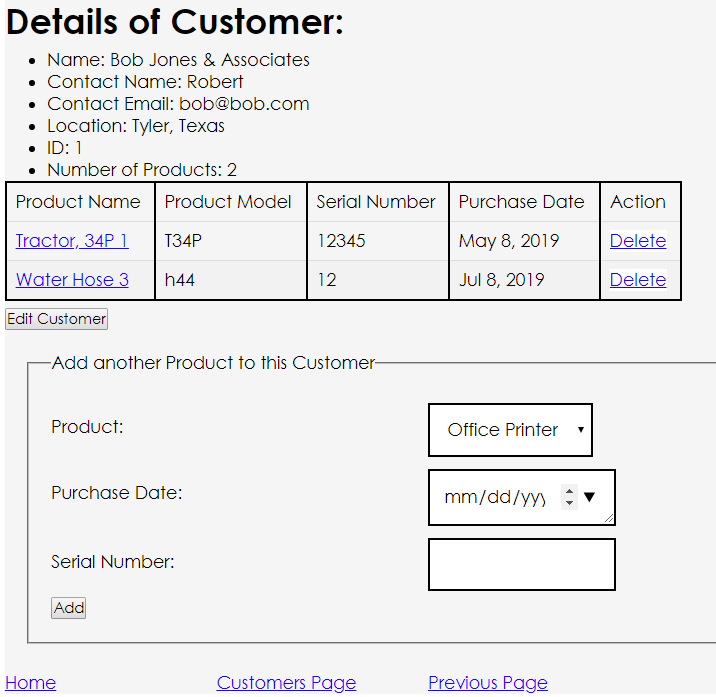 Details of Customer:
Name: Bob Jones & Associates
Contact Name: Robert
Contact Email: bob@bob.com
Location: Tyler, Texas
ID: 1
Number of Products: 2
Product Name Product Model Serial Number Purchase Date Action
Tractor, 34P 1 T34P 12345 May 8, 2019 Delete
Water Hose 3 h44 12 Jul 8, 2019 Delete
Edit Customer
Add another Product to this Customer
Product: Office Printer
Purchase Date: mm/dd/yyy
Serial Number:
Add
Home Customers Page Previous Page